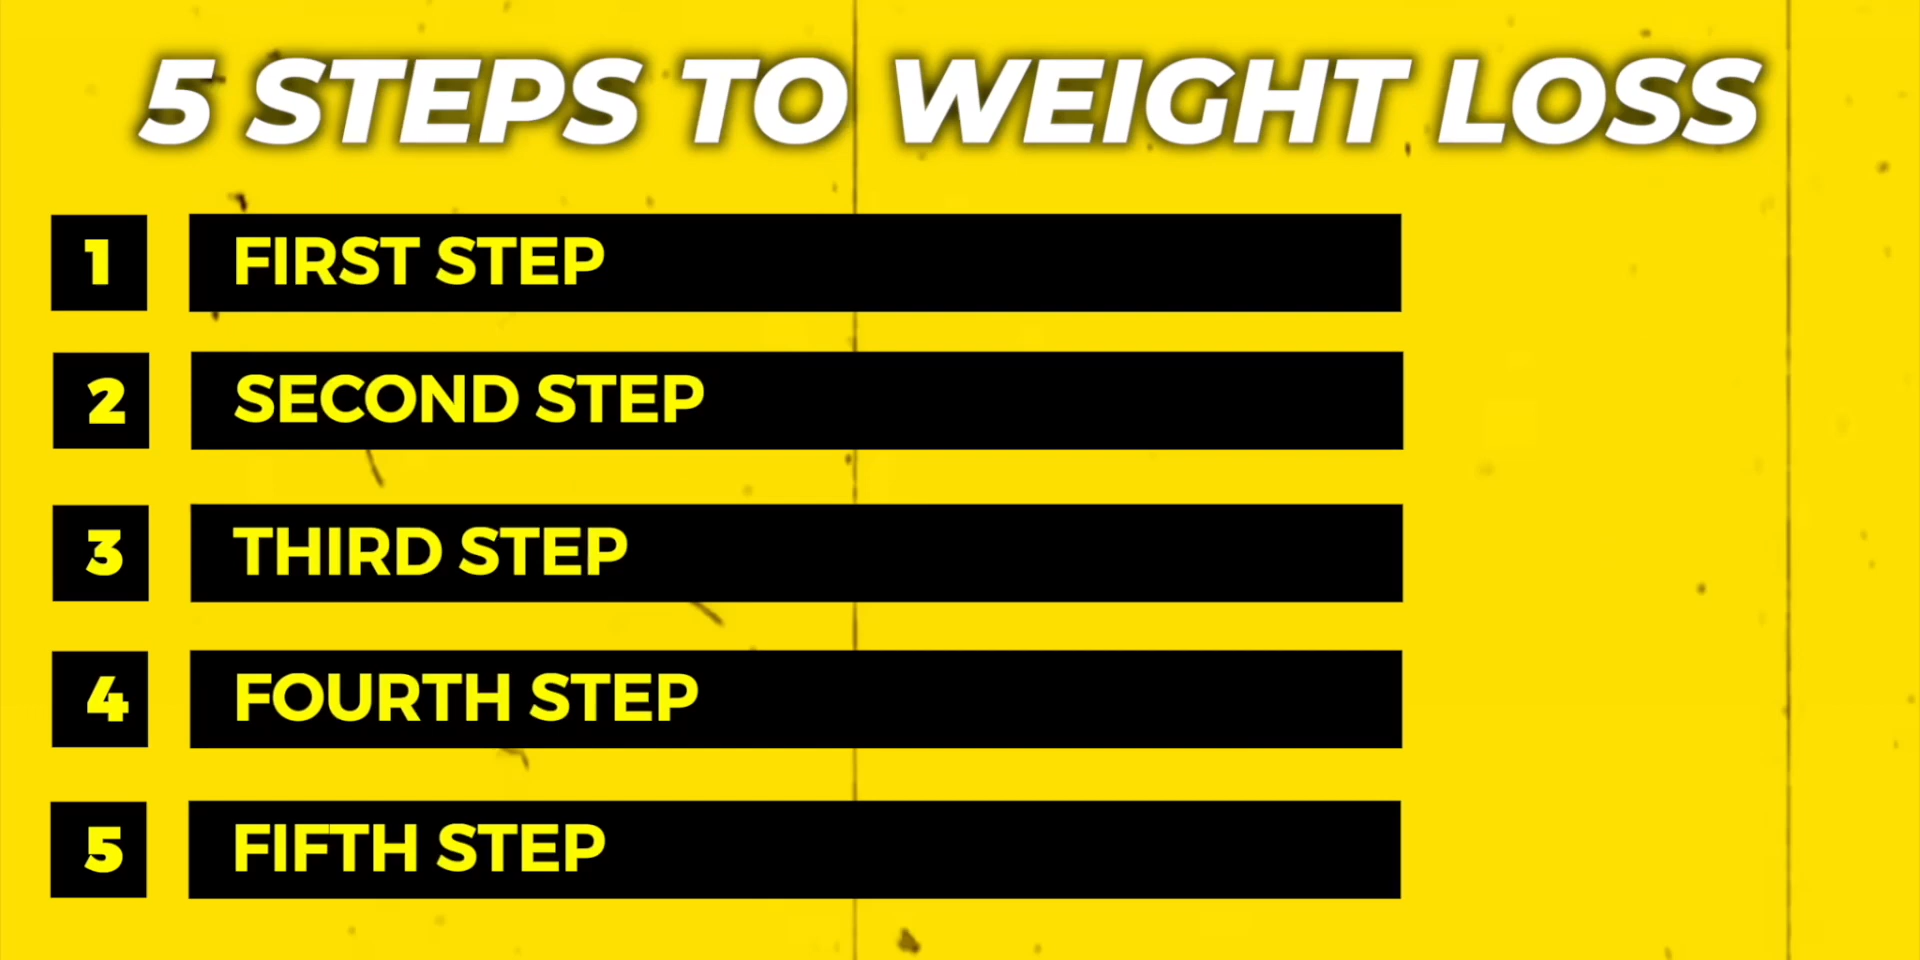 5 STEPS TO WEIGHT LOSS
1 FIRST STEP
2 SECOND STEP
3 THIRD STEP
4 FOURTH STEP
5 FIFTH STEP